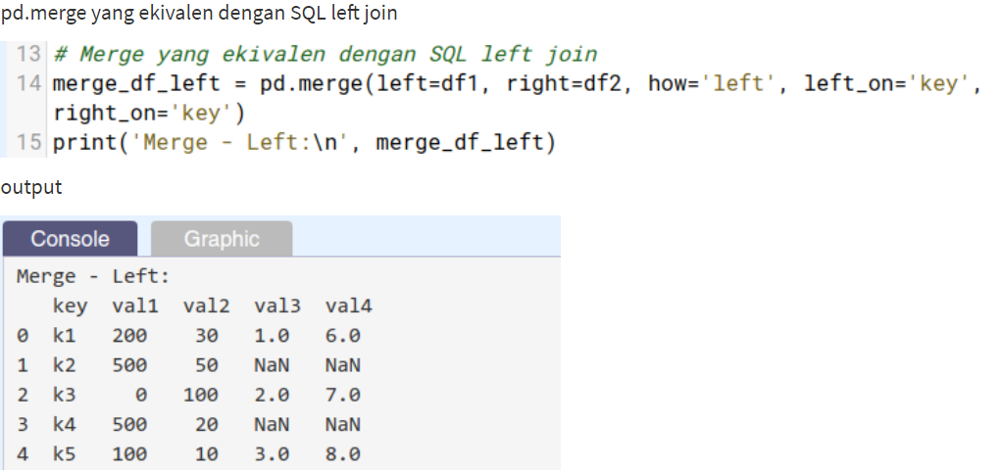 pd.merge yang ekivalen dengan SQL left join
13 # Merge yang ekivalen dengan SQL left join
14 merge_df_left = pd.merge(left=df1, right=df2, how='left', left_on='key',
right_on='key')
15 print('Merge - Left:\n', merge_df_left)
output
Console Graphic
Merge - Left:
key val1 val2 val3 val4
0 k1 200 30 1.0 6.0
1 k2 500 50 NaN NaN
2 k3 0 100 2.0 7.0
3 k4 500 20 NaN NaN
4 k5 100 10 3.0 8.0